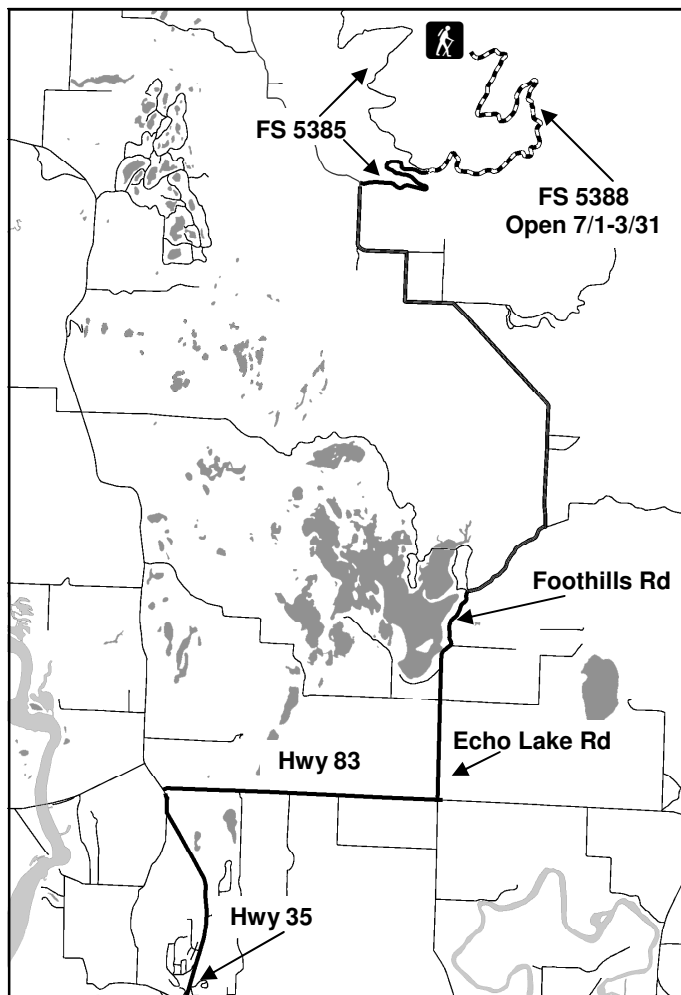 FS 5385
FS 5388
Open 7/1-3/31
Foothills Rd
Echo Lake Rd
Hwy 83
Hwy 35